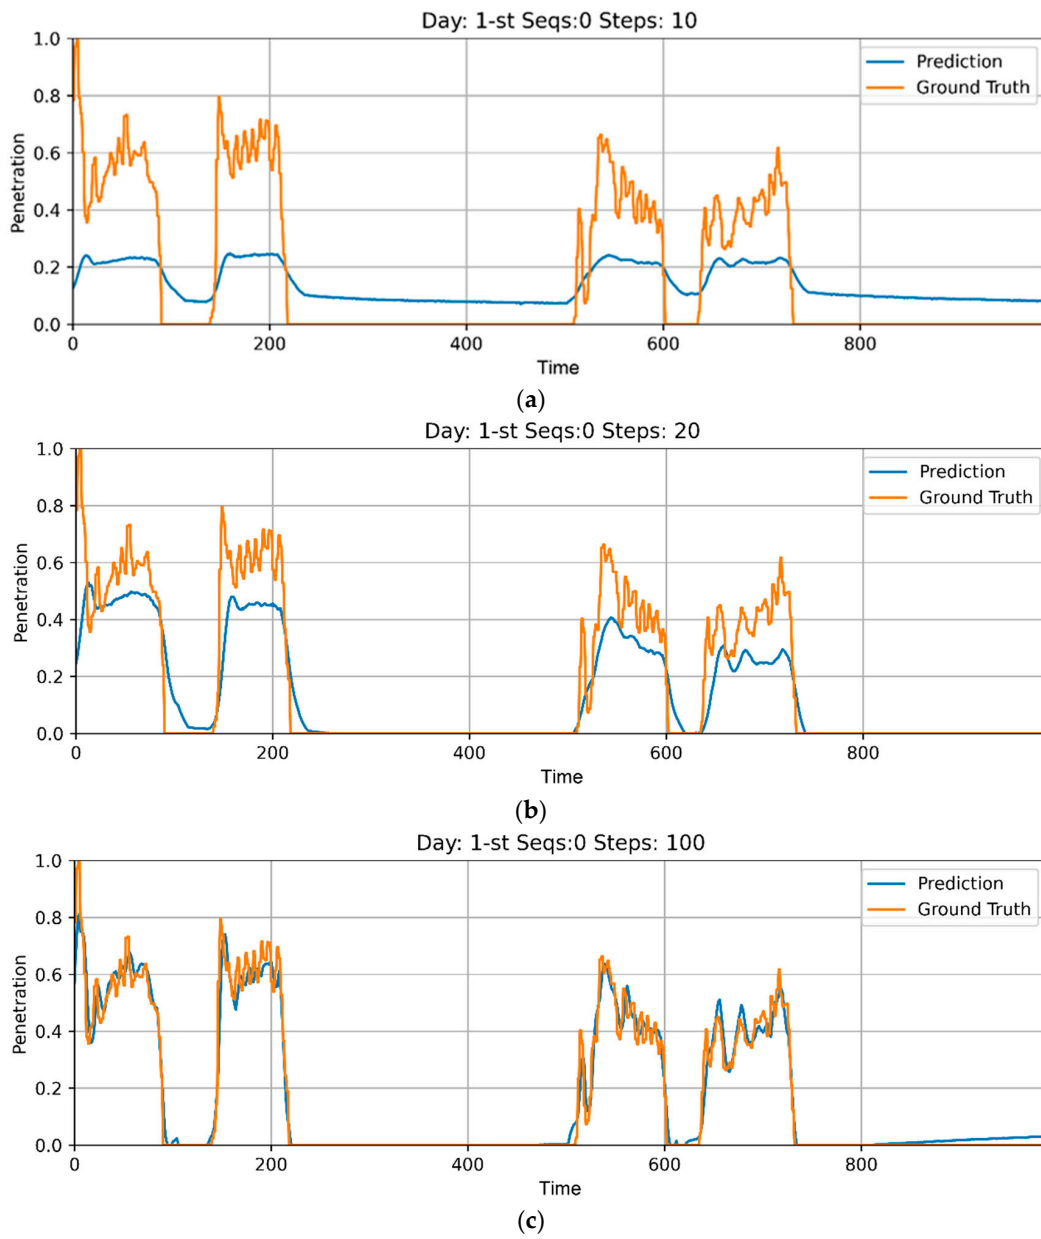 Day: 1-st Seqs:0 Steps: 10
1.0
0.8
0.6
0.4
0.2
0.0
Penetration
Prediction
Ground Truth
0 200 400 600 800
Time
(a)
Day: 1-st Seqs:0 Steps: 20
1.0
0.8
0.6
0.4
0.2
0.0
Penetration
Prediction
Ground Truth
0 200 400 600 800
Time
(b)
Day: 1-st Seqs:0 Steps: 100
1.0
0.8
0.6
0.4
0.2
0.0
Penetration
Prediction
Ground Truth
0 200 400 600 800
Time
(c)